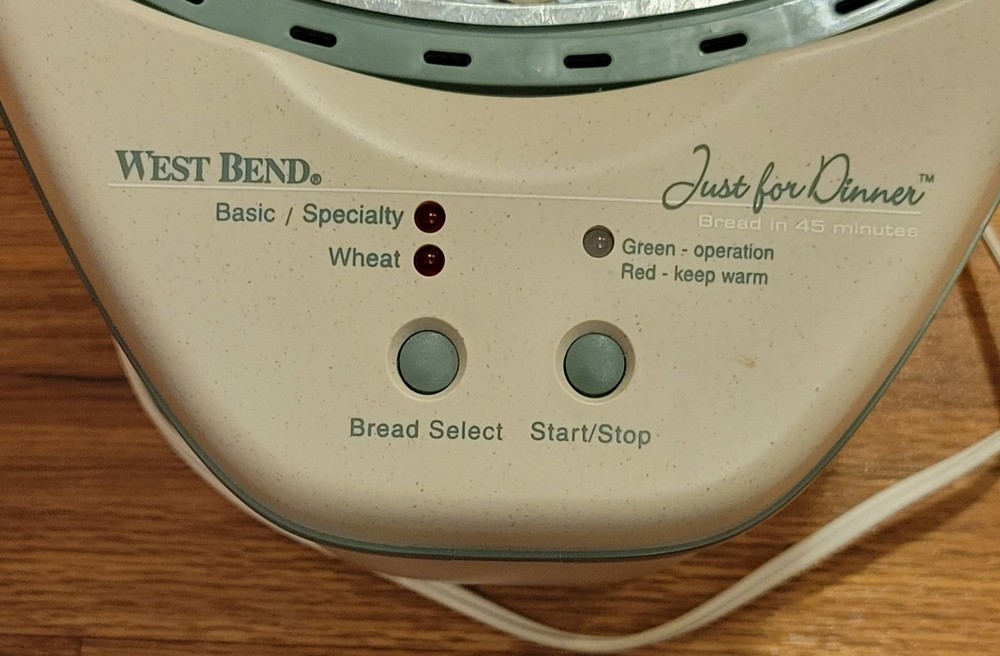 WEST BEND®
Just for Dinner™
Bread in 45 minutes
Basic / Specialty
Wheat
Green - operation
Red - keep warm
Bread Select
Start/Stop